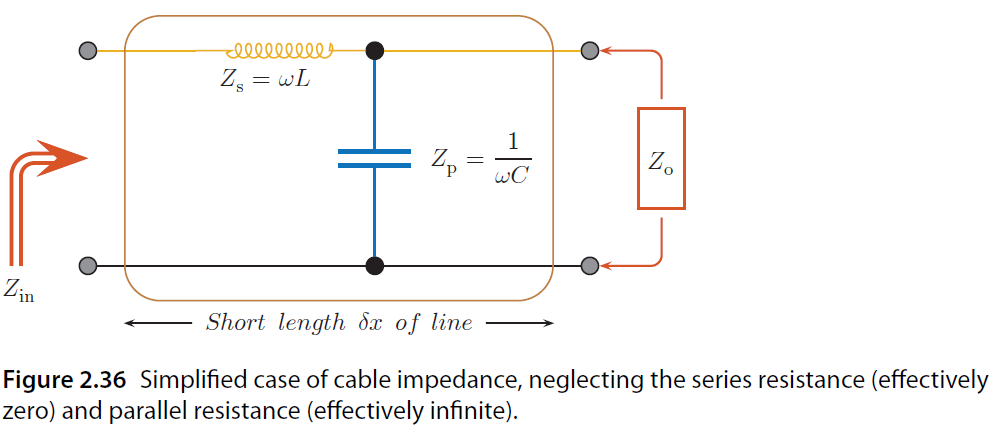 Z_s = ωL
Z_p = 1/ωC
Z_o
Z_in
Short length δx of line
Figure 2.36 Simplified case of cable impedance, neglecting the series resistance (effectively
zero) and parallel resistance (effectively infinite).